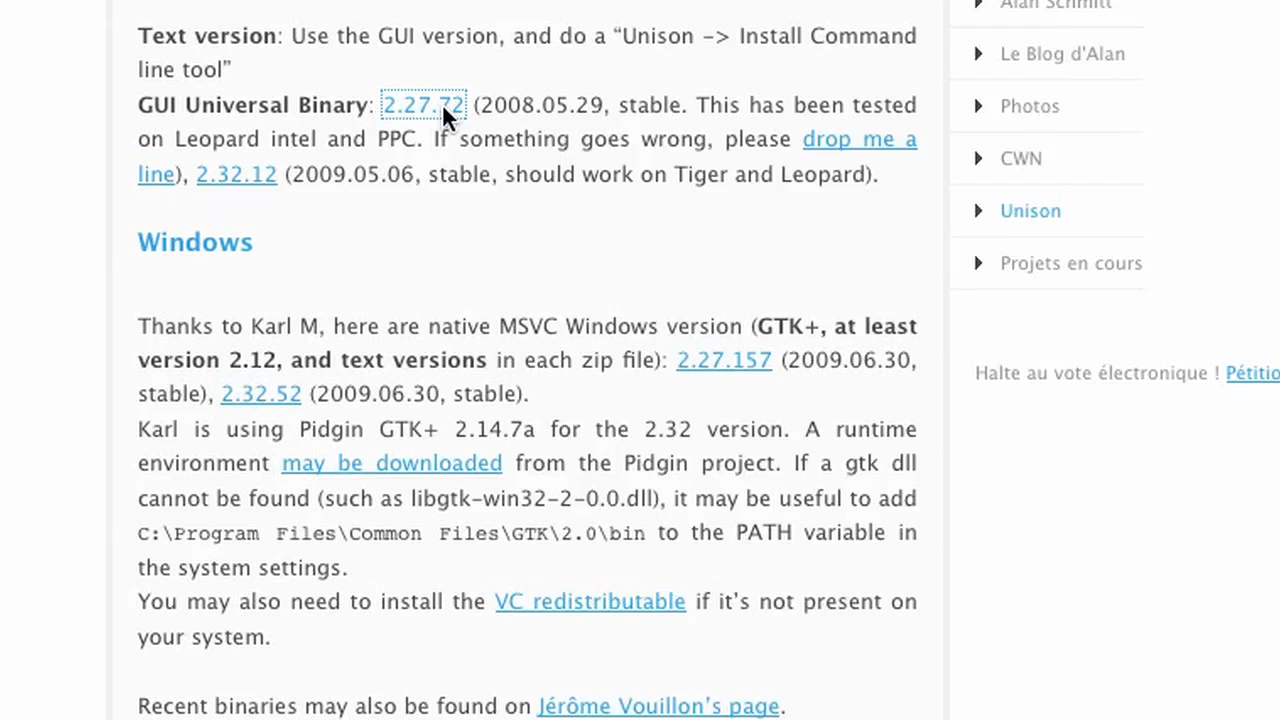 Text version: Use the GUI version, and do a “Unison -> Install Command
line tool”
GUI Universal Binary: 2.27.72 (2008.05.29, stable. This has been tested
on Leopard intel and PPC. If something goes wrong, please drop me a
line), 2.32.12 (2009.05.06, stable, should work on Tiger and Leopard).
Windows
Thanks to Karl M, here are native MSVC Windows version (GTK+, at least
version 2.12, and text versions in each zip file): 2.27.157 (2009.06.30,
stable), 2.32.52 (2009.06.30, stable).
Karl is using Pidgin GTK+ 2.14.7a for the 2.32 version. A runtime
environment may be downloaded from the Pidgin project. If a gtk dll
cannot be found (such as libgtk-win32-2-0.0.dll), it may be useful to add
C:\Program Files\Common Files\GTK\2.0\bin to the PATH variable in
the system settings.
You may also need to install the VC redistributable if it’s not present on
your system.
Recent binaries may also be found on Jérôme Vouillon’s page.
Alan Schmitt
Le Blog d'Alan
Photos
CWN
Unison
Projets en cours
Halte au vote électronique ! Pétitio